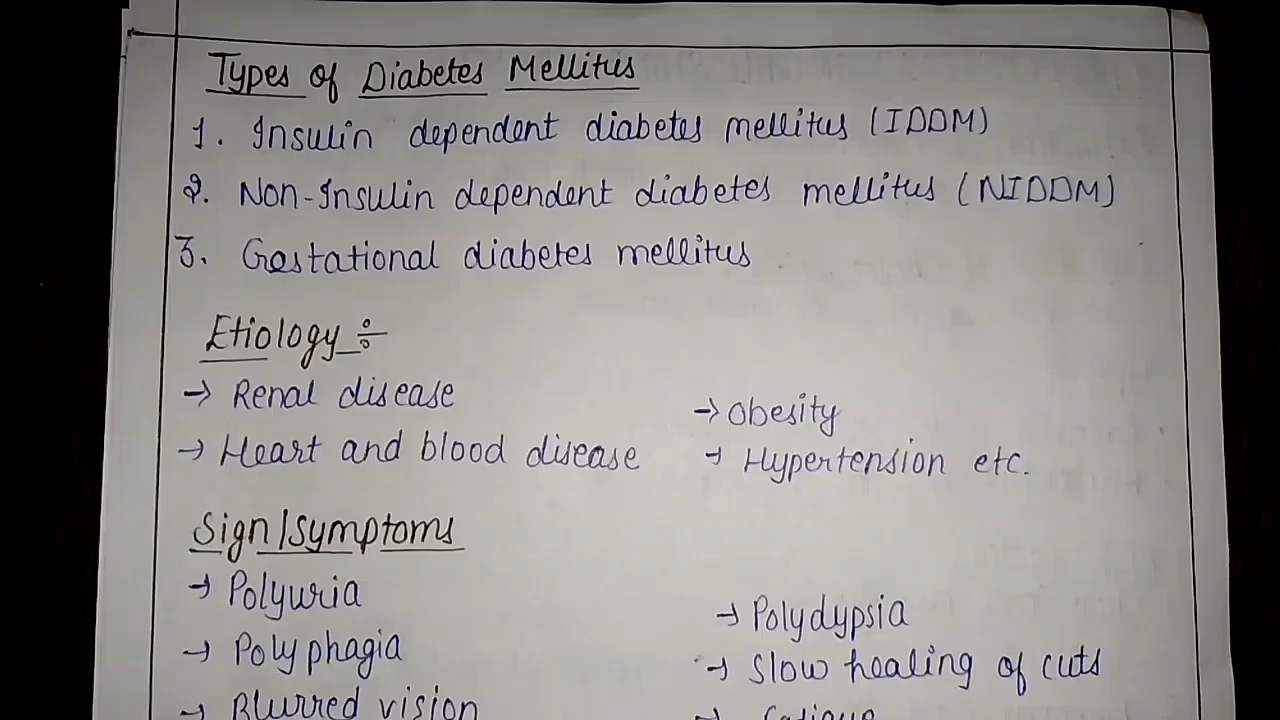 Types of Diabetes Mellitus
1. Insulin dependent diabetes mellitus (IDDM)
2. Non-Insulin dependent diabetes mellitus (NIDDM)
3. Gestational diabetes mellitus
Etiology ÷
→ Renal disease
→ Obesity
→ Heart and blood disease
→ Hypertension etc.
Sign/Symptoms
→ Polyuria
→ Polydypsia
→ Polyphagia
→ Slow healing of cuts
→ Blurred vision
→ Fatigue